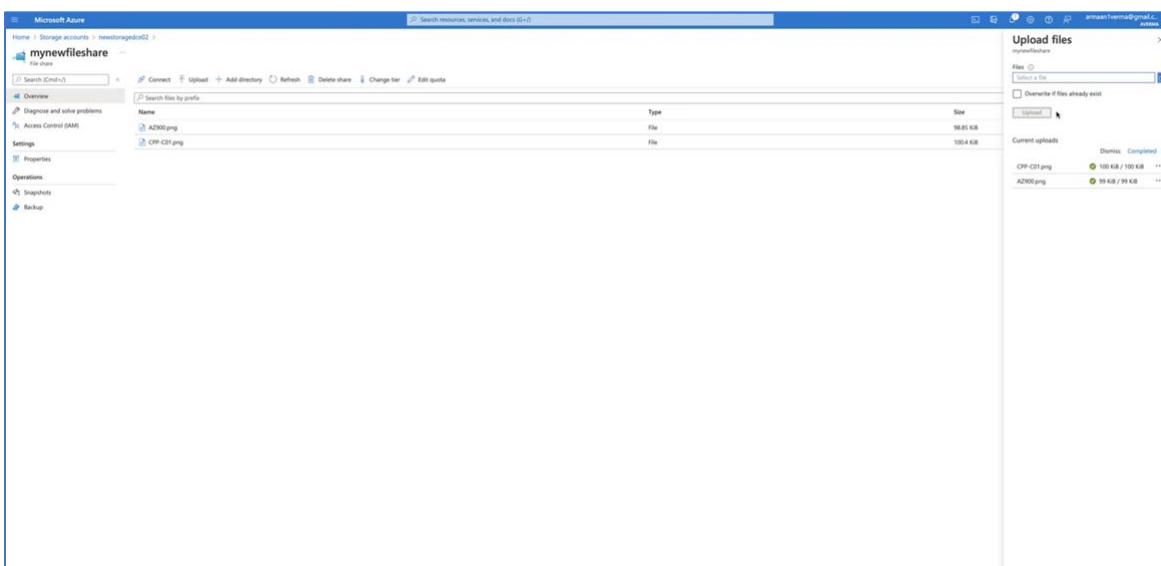 Microsoft Azure
Search resources, services, and docs (G+/)
armaan1verma@gmail.c...
AVERMA
Home > Storage accounts > newstoragedce02 >
mynewfileshare ...
File share
Search (Cmd+/)
Overview
Diagnose and solve problems
Access Control (IAM)
Settings
Properties
Operations
Snapshots
Backup
Connect Upload Add directory Refresh Delete share Change tier Edit quota
Search files by prefix
Name Type Size
AZ900.png File 98.85 KiB
CPP-C01.png File 100.4 KiB
Upload files
mynewfileshare
Files
Select a file
Overwrite if files already exist
Upload
Current uploads
Dismiss: Completed
CPP-C01.png 100 KiB / 100 KiB
AZ900.png 99 KiB / 99 KiB